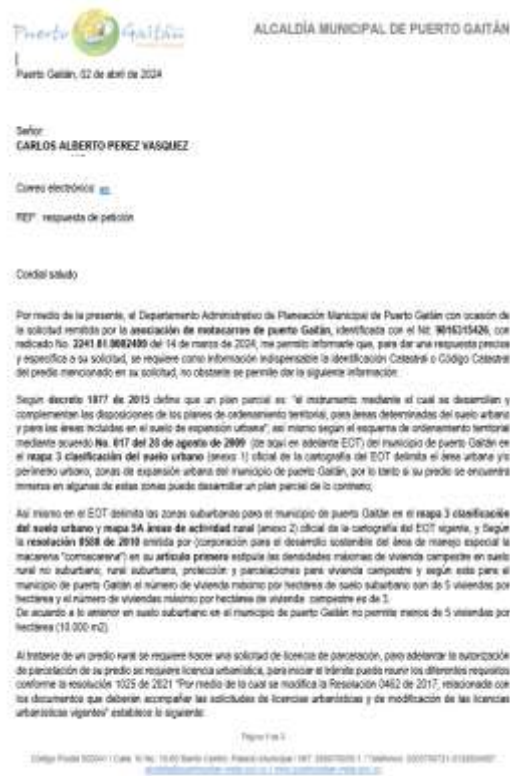 Puerto Gaitán
ALCALDÍA MUNICIPAL DE PUERTO GAITÁN
Puerto Gaitán, 02 de abril de 2024
Señor:
CARLOS ALBERTO PEREZ VASQUEZ
Correo electrónico:
REF: respuesta de petición
Cordial saludo
Por medio de la presente, el Departamento Administrativo de Planeación Municipal de Puerto Gaitán con ocasión de
la solicitud remitida por la asociación de motocarros de puerto Gaitán, identificada con el Nit: 9016315426, con
radicado No. 2241.01.0002409 del 14 de marzo de 2024, me permito informarle que, para dar una respuesta precisa
y específica a su solicitud, se requiere como información indispensable la identificación Catastral o Código Catastral
del predio mencionado en su solicitud, no obstante se permite dar la siguiente información:
Según decreto 1077 de 2015 define que un plan parcial es: "el instrumento mediante el cual se desarrollan y
complementan las disposiciones de los planes de ordenamiento territorial, para áreas determinadas del suelo urbano
y para las áreas incluidas en el suelo de expansión urbana", así mismo según el esquema de ordenamiento territorial
mediante acuerdo No. 017 del 28 de agosto de 2009 (de aquí en adelante EOT) del municipio de puerto Gaitán en
el mapa 3 clasificación del suelo urbano (anexo 1) oficial de la cartografía del EOT delimita el área urbana y/o
perímetro urbano, zonas de expansión urbana del municipio de puerto Gaitán, por lo tanto si su predio se encuentra
inmerso en algunas de estas zonas puede desarrollar un plan parcial de lo contrario;
Así mismo en el EOT delimita las zonas suburbanas para el municipio de puerto Gaitán en el mapa 3 clasificación
del suelo urbano y mapa 5A áreas de actividad rural (anexo 2) oficial de la cartografía del EOT vigente, y Según
la resolución 0588 de 2010 emitida por (corporación para el desarrollo sostenible del área de manejo especial la
macarena "cormacarena") en su artículo primero estipula las densidades máximas de vivienda campestre en suelo
rural no suburbano, rural suburbano, protección y parcelaciones para vivienda campestre y según este para el
municipio de puerto Gaitán el número de vivienda máximo por hectárea de suelo suburbano son de 5 viviendas por
hectárea y el número de viviendas máximo por hectárea de vivienda campestre es de 3.
De acuerdo a lo anterior en suelo suburbano en el municipio de puerto Gaitán no permite menos de 5 viviendas por
hectárea (10.000 m2).
Al tratarse de un predio rural se requiere hacer una solicitud de licencia de parcelación, para adelantar la autorización
de parcelación de su predio se requiere licencia urbanística, para iniciar el trámite puede reunir los diferentes requisitos
conforme la resolución 1025 de 2021 "Por medio de la cual se modifica la Resolución 0462 de 2017, relacionada con
los documentos que deberán acompañar las solicitudes de licencias urbanísticas y de modificación de las licencias
urbanísticas vigentes" establece lo siguiente: